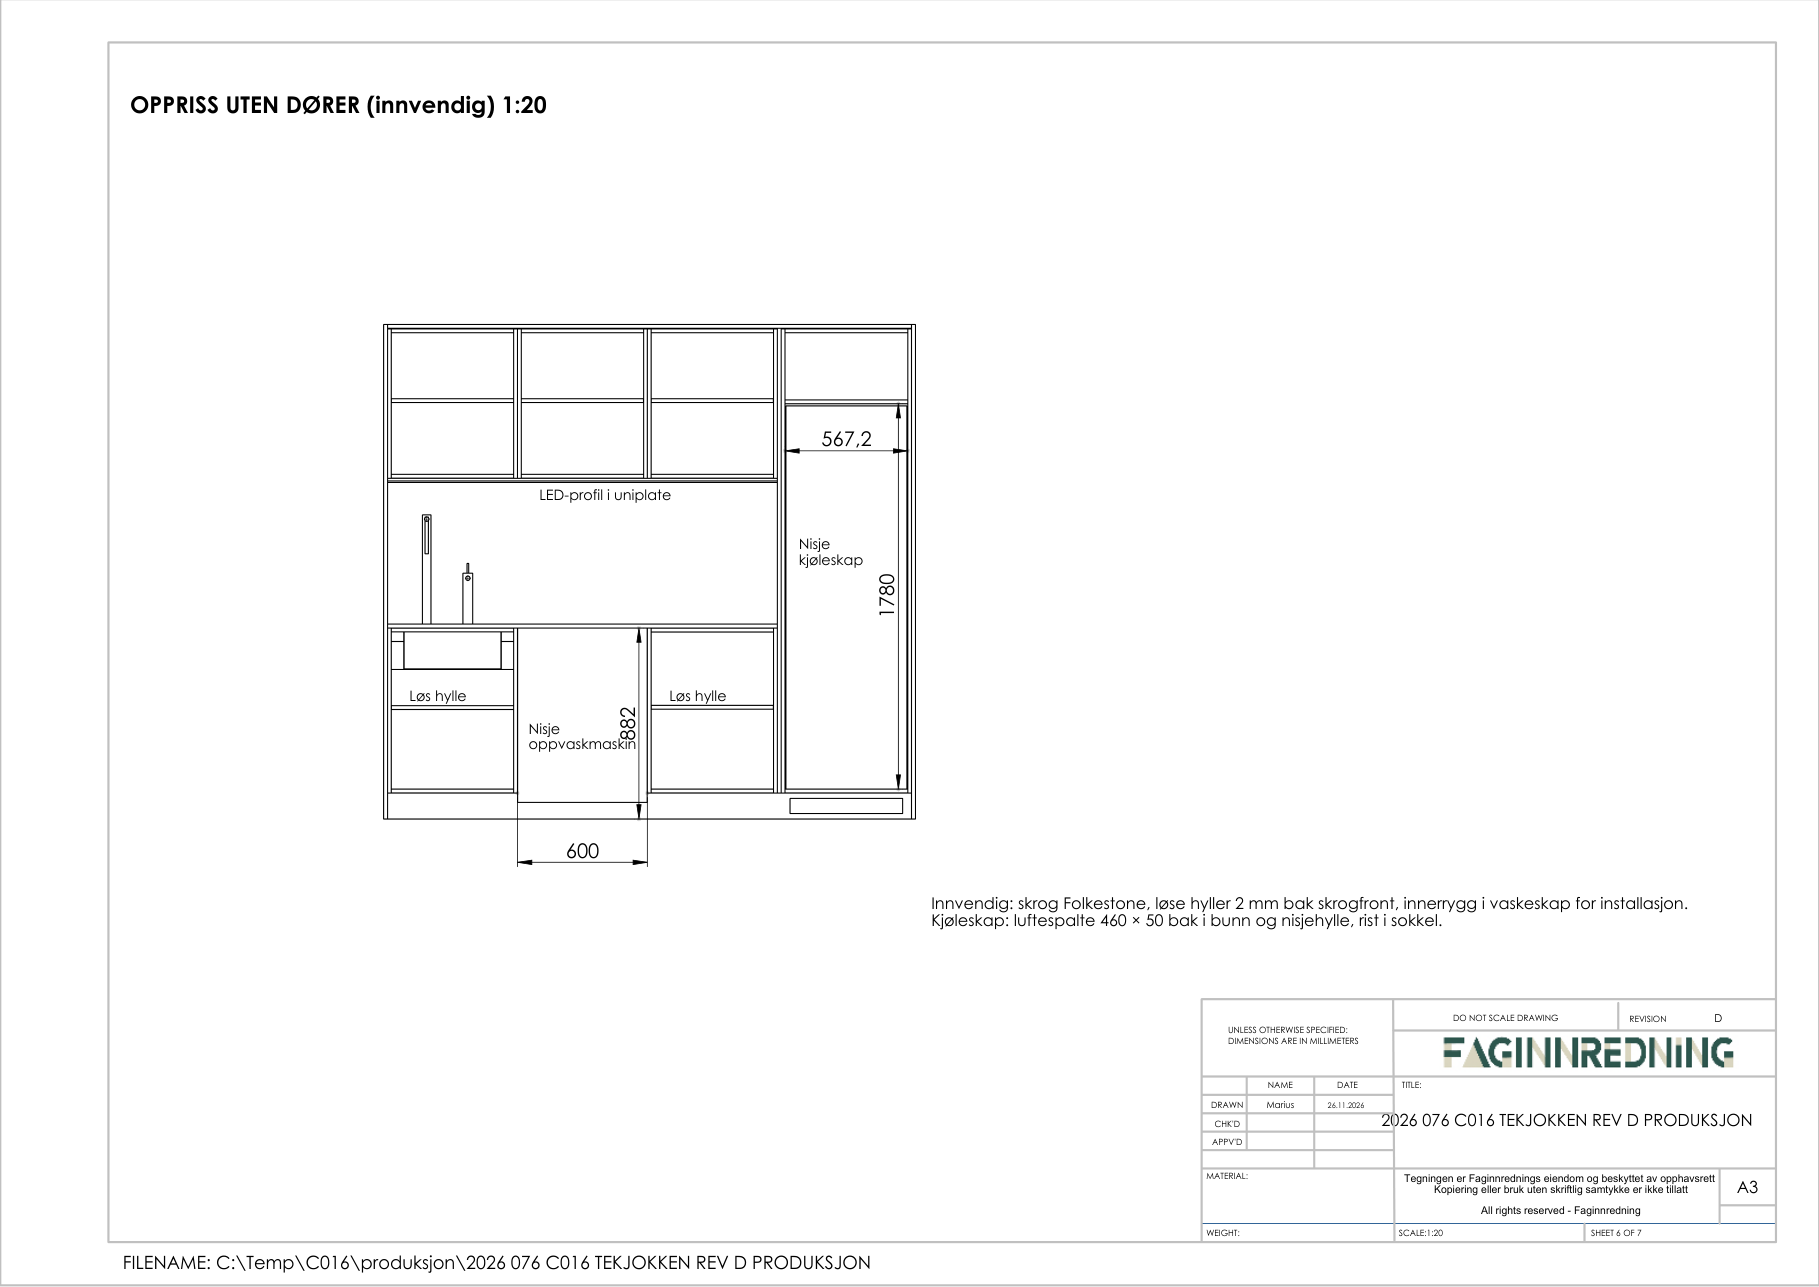 OPPRISS UTEN DØRER (innvendig) 1:20
567,2
LED-profil i uniplate
Nisje
kjøleskap
1780
Løs hylle
Løs hylle
882
Nisje
oppvaskmaskin
600
Innvendig: skrog Folkestone, løse hyller 2 mm bak skrogfront, innerrygg i vaskeskap for installasjon.
Kjøleskap: luftespalte 460 × 50 bak i bunn og nisjehylle, rist i sokkel.
UNLESS OTHERWISE SPECIFIED:
DIMENSIONS ARE IN MILLIMETERS
DO NOT SCALE DRAWING
REVISION D
FAGINNREDNING
NAME DATE
TITLE:
DRAWN Marius 26.11.2026
CHK'D
APPV'D
2026 076 C016 TEKJOKKEN REV D PRODUKSJON
MATERIAL:
Tegningen er Faginnrednings eiendom og beskyttet av opphavsrett
Kopiering eller bruk uten skriftlig samtykke er ikke tillatt
All rights reserved - Faginnredning
A3
WEIGHT:
SCALE:1:20
SHEET 6 OF 7
FILENAME: C:\Temp\C016\produksjon\2026 076 C016 TEKJOKKEN REV D PRODUKSJON